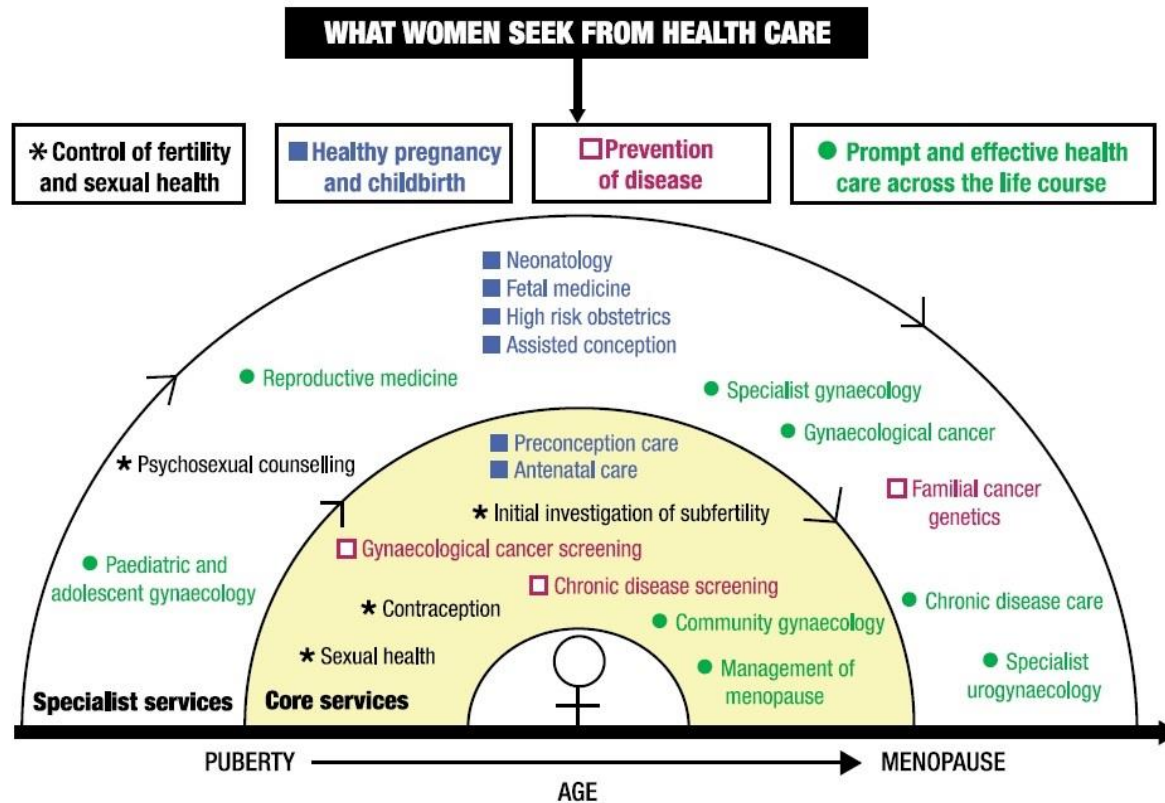 WHAT WOMEN SEEK FROM HEALTH CARE
* Control of fertility
and sexual health
Healthy pregnancy
and childbirth
Prevention
of disease
Prompt and effective health
care across the life course
Neonatology
Fetal medicine
High risk obstetrics
Assisted conception
Reproductive medicine
Specialist gynaecology
Gynaecological cancer
Preconception care
Antenatal care
* Psychosexual counselling
Familial cancer
genetics
* Initial investigation of subfertility
Gynaecological cancer screening
Paediatric and
adolescent gynaecology
Chronic disease screening
* Contraception
Chronic disease care
Community gynaecology
* Sexual health
Management of
menopause
Specialist
urogynaecology
Specialist services
Core services
PUBERTY
MENOPAUSE
AGE